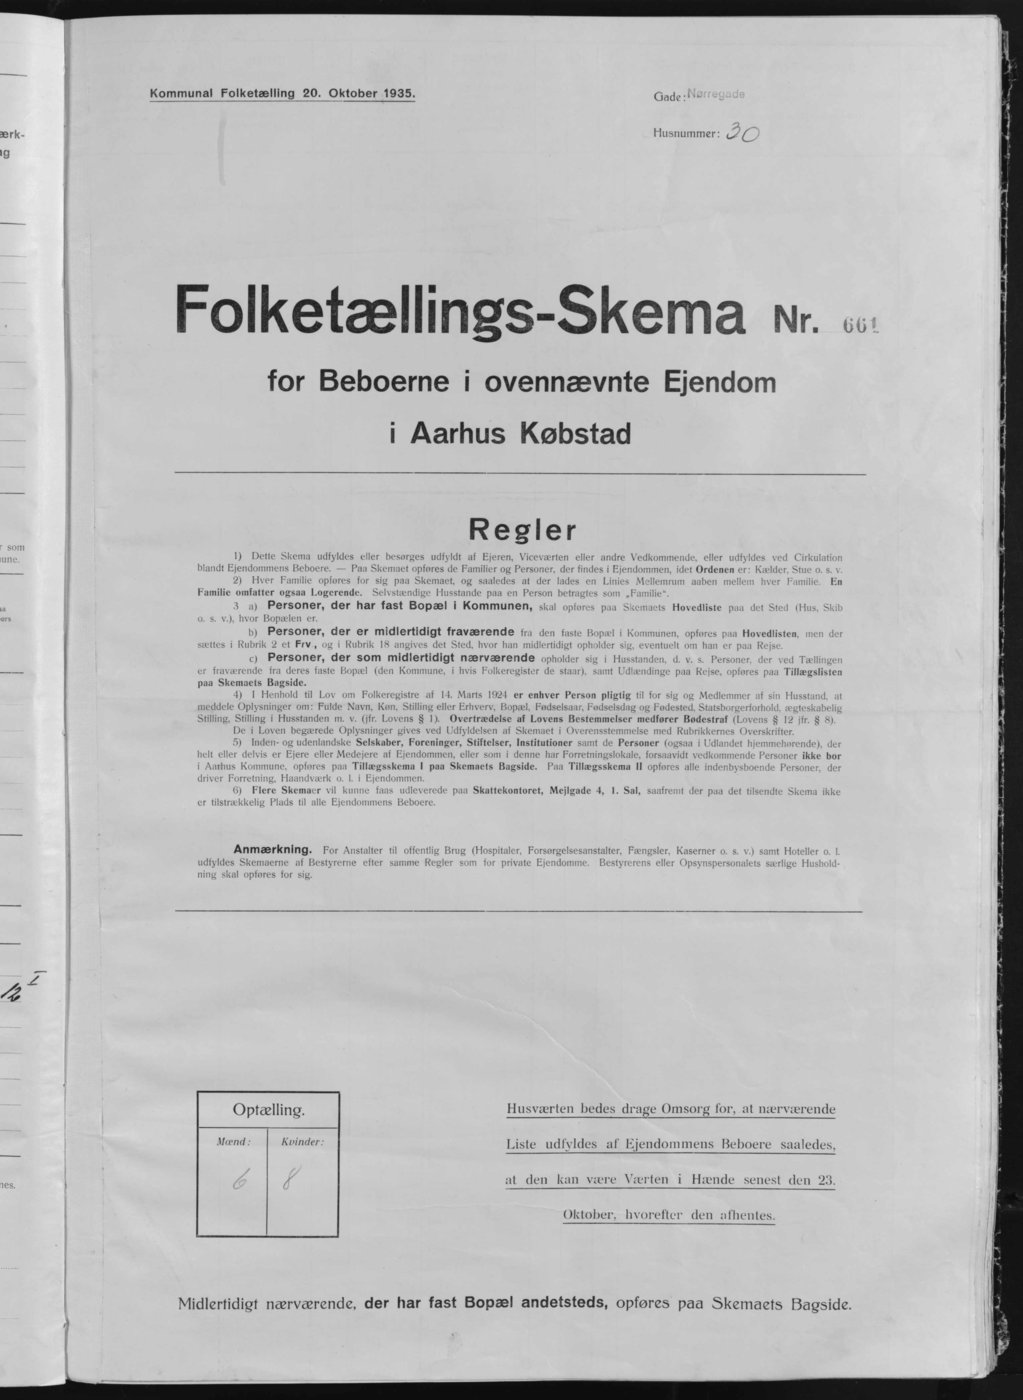 Kommunal Folketælling 20. Oktober 1935.
Gade: Nørregade
Husnummer: 30
ærk-
g
Folketællings-Skema Nr. 661
for Beboerne i ovennævnte Ejendom
i Aarhus Købstad
r som
une.
Regler
1) Dette Skema udfyldes eller besørges udfyldt af Ejeren, Viceværten eller andre Vedkommende, eller udfyldes ved Cirkulation
blandt Ejendommens Beboere. — Paa Skemaet opføres de Familier og Personer, der findes i Ejendommen, idet Ordenen er: Kælder, Stue o. s. v.
2) Hver Familie opføres for sig paa Skemaet, og saaledes at der lades en Linies Mellemrum aaben mellem hver Familie. En
Familie omfatter ogsaa Logerende. Selvstændige Husstande paa en Person betragtes som „Familie“.
3 a) Personer, der har fast Bopæl i Kommunen, skal opføres paa Skemaets Hovedliste paa det Sted (Hus, Skib
o. s. v.), hvor Bopælen er.
b) Personer, der er midlertidigt fraværende fra den faste Bopæl i Kommunen, opføres paa Hovedlisten, men der
sættes i Rubrik 2 et Frv, og i Rubrik 18 angives det Sted, hvor han midlertidigt opholder sig, eventuelt om han er paa Rejse.
c) Personer, der som midlertidigt nærværende opholder sig i Husstanden, d. v. s. Personer, der ved Tællingen
er fraværende fra deres faste Bopæl (den Kommune, i hvis Folkeregister de staar), samt Udlændinge paa Rejse, opføres paa Tillægslisten
paa Skemaets Bagside.
4) I Henhold til Lov om Folkeregistre af 14. Marts 1924 er enhver Person pligtig til for sig og Medlemmer af sin Husstand, at
meddele Oplysninger om: Fulde Navn, Køn, Stilling eller Erhverv, Bopæl, Fødselsaar, Fødselsdag og Fødested, Statsborgerforhold, ægteskabelig
Stilling, Stilling i Husstanden m. v. (jfr. Lovens § 1). Overtrædelse af Lovens Bestemmelser medfører Bødestraf (Lovens § 12 jfr. § 8).
De i Loven begærede Oplysninger gives ved Udfyldelsen af Skemaet i Overensstemmelse med Rubrikkernes Overskrifter.
5) Inden- og udenlandske Selskaber, Foreninger, Stiftelser, Institutioner samt de Personer (ogsaa i Udlandet hjemmehørende), der
helt eller delvis er Ejere eller Medejere af Ejendommen, eller som i denne har Forretningslokale, forsaavidt vedkommende Personer ikke bor
i Aarhus Kommune, opføres paa Tillægsskema I paa Skemaets Bagside. Paa Tillægsskema II opføres alle indenbysboende Personer, der
driver Forretning, Haandværk o. l. i Ejendommen.
6) Flere Skemaer vil kunne faas udleverede paa Skattekontoret, Mejlgade 4, 1. Sal, saafremt der paa det tilsendte Skema ikke
er tilstrækkelig Plads til alle Ejendommens Beboere.
Anmærkning. For Anstalter til offentlig Brug (Hospitaler, Forsørgelsesanstalter, Fængsler, Kaserner o. s. v.) samt Hoteller o. l.
udfyldes Skemaerne af Bestyrerne efter samme Regler som for private Ejendomme. Bestyrerens eller Opsynspersonalets særlige Hushold-
ning skal opføres for sig.
12 I
Optælling.
Mænd: Kvinder:
6 8
nes.
Husværten bedes drage Omsorg for, at nærværende
Liste udfyldes af Ejendommens Beboere saaledes,
at den kan være Værten i Hænde senest den 23.
Oktober, hvorefter den afhentes.
Midlertidigt nærværende, der har fast Bopæl andetsteds, opføres paa Skemaets Bagside.